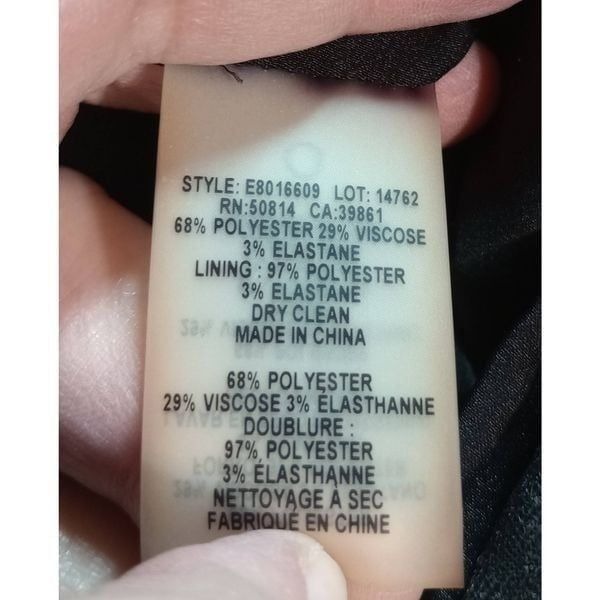 STYLE: E8016609 LOT: 14762
RN:50814 CA:39861
68% POLYESTER 29% VISCOSE
3% ELASTANE
LINING : 97% POLYESTER
3% ELASTANE
DRY CLEAN
MADE IN CHINA
68% POLYESTER
29% VISCOSE 3% ÉLASTHANNE
DOUBLURE :
97% POLYESTER
3% ÉLASTHANNE
NETTOYAGE À SEC
FABRIQUÉ EN CHINE